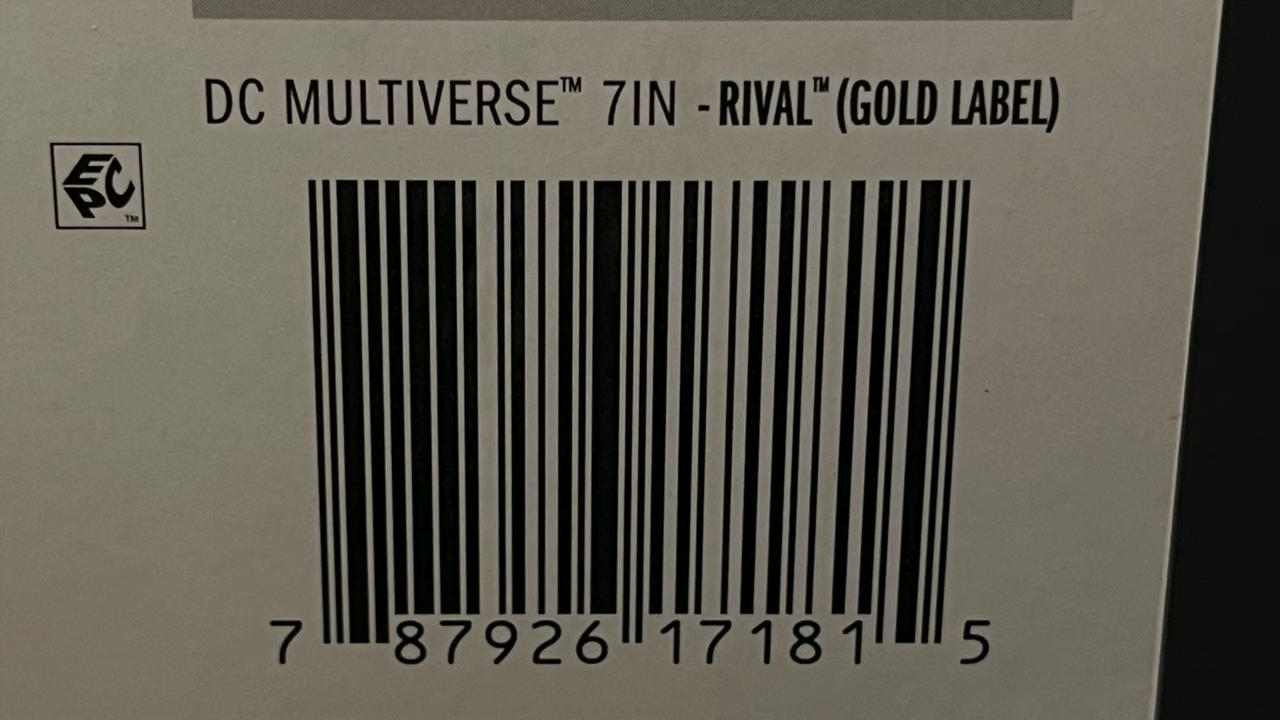 DC MULTIVERSE™ 7IN - RIVAL™ (GOLD LABEL)
EPC™
7 87926 17181 5